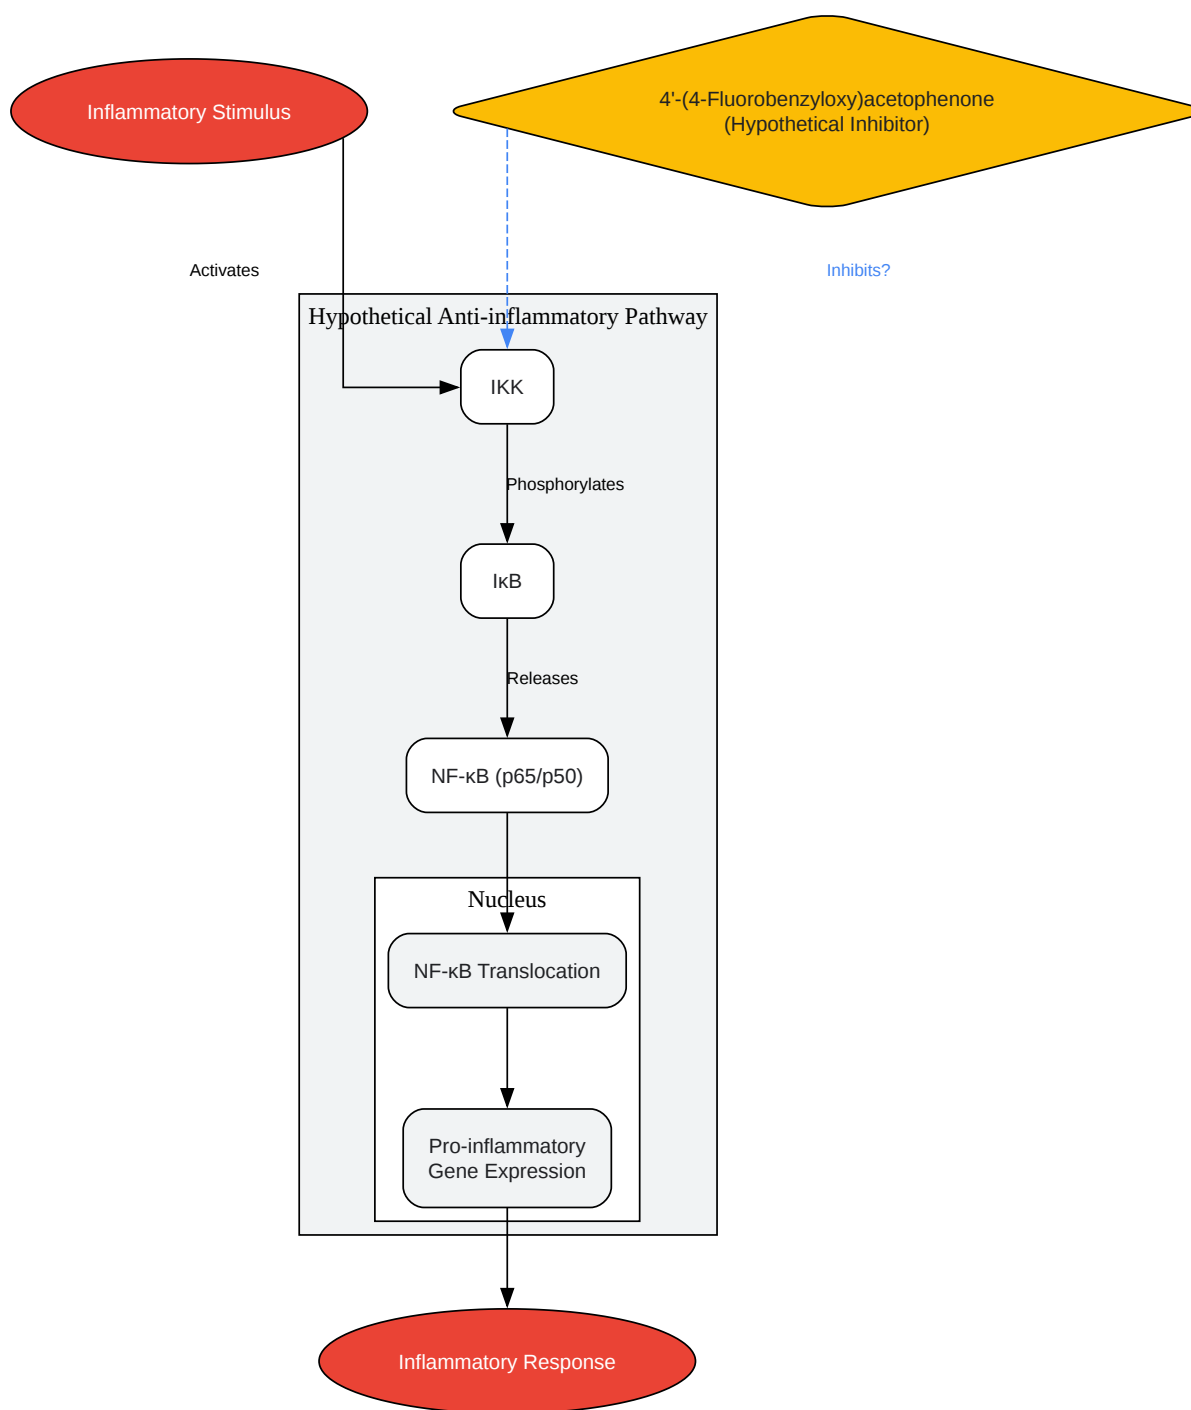 Inflammatory Stimulus
4'-(4-Fluorobenzyloxy)acetophenone
(Hypothetical Inhibitor)
Activates
Inhibits?
Hypothetical Anti-inflammatory Pathway
IKK
Phosphorylates
IκB
Releases
NF-κB (p65/p50)
Nucleus
NF-κB Translocation
Pro-inflammatory
Gene Expression
Inflammatory Response